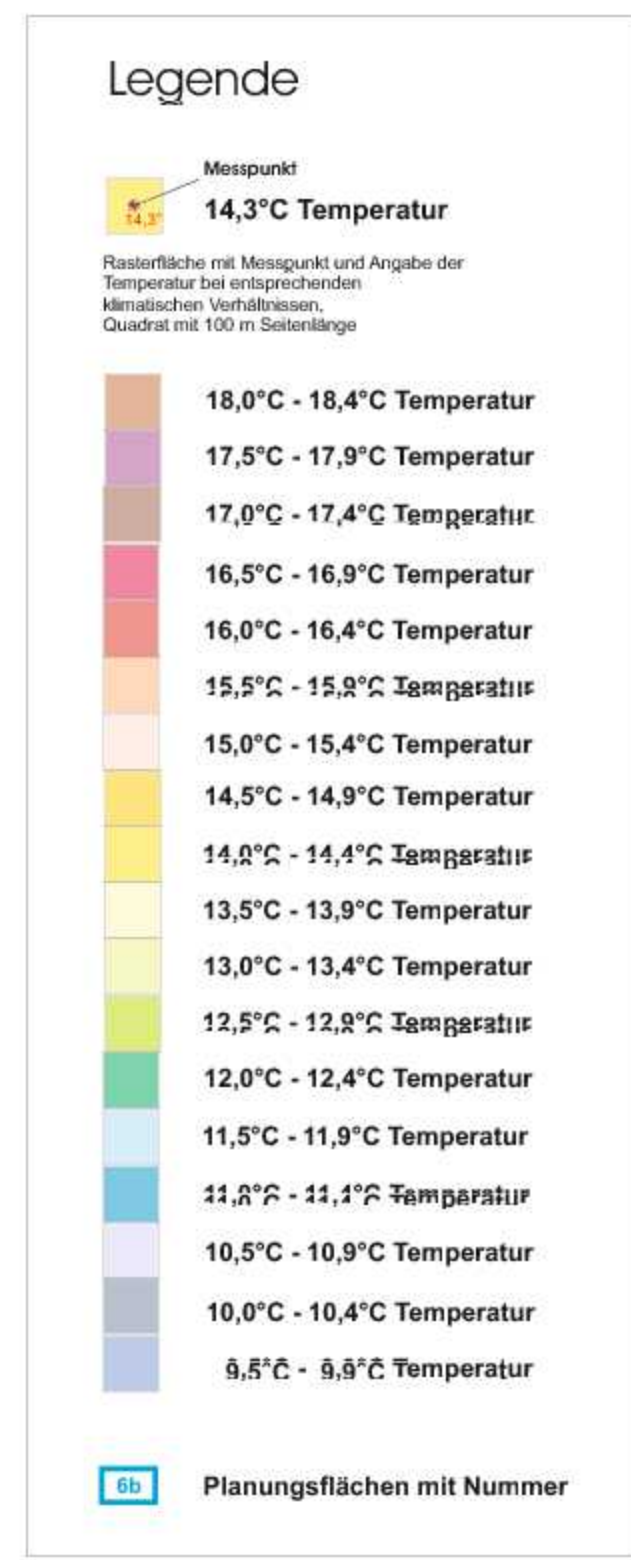 Legende
Messpunkt
14,3°
14,3°C Temperatur
Rasterfläche mit Messpunkt und Angabe der
Temperatur bei entsprechenden
klimatischen Verhältnissen,
Quadrat mit 100 m Seitenlänge
18,0°C - 18,4°C Temperatur
17,5°C - 17,9°C Temperatur
17,0°C - 17,4°C Temperatur
16,5°C - 16,9°C Temperatur
16,0°C - 16,4°C Temperatur
15,5°C - 15,9°C Temperatur
15,0°C - 15,4°C Temperatur
14,5°C - 14,9°C Temperatur
14,0°C - 14,4°C Temperatur
13,5°C - 13,9°C Temperatur
13,0°C - 13,4°C Temperatur
12,5°C - 12,9°C Temperatur
12,0°C - 12,4°C Temperatur
11,5°C - 11,9°C Temperatur
11,0°C - 11,4°C Temperatur
10,5°C - 10,9°C Temperatur
10,0°C - 10,4°C Temperatur
9,5°C - 9,9°C Temperatur
6b Planungsflächen mit Nummer